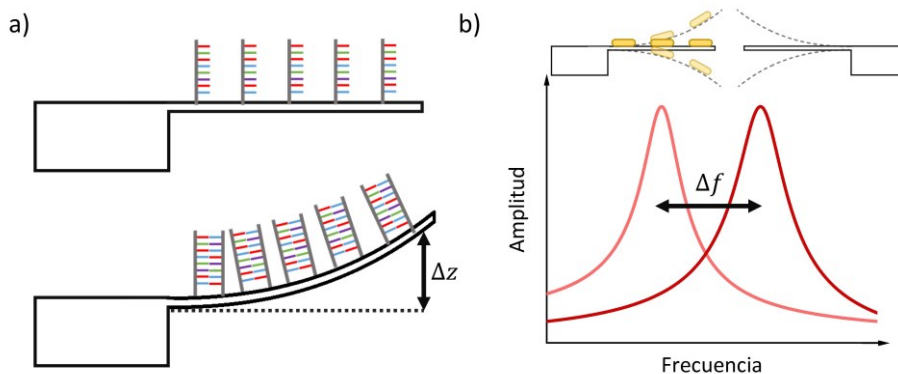 a)
b)
Δz
Δf
Amplitud
Frecuencia